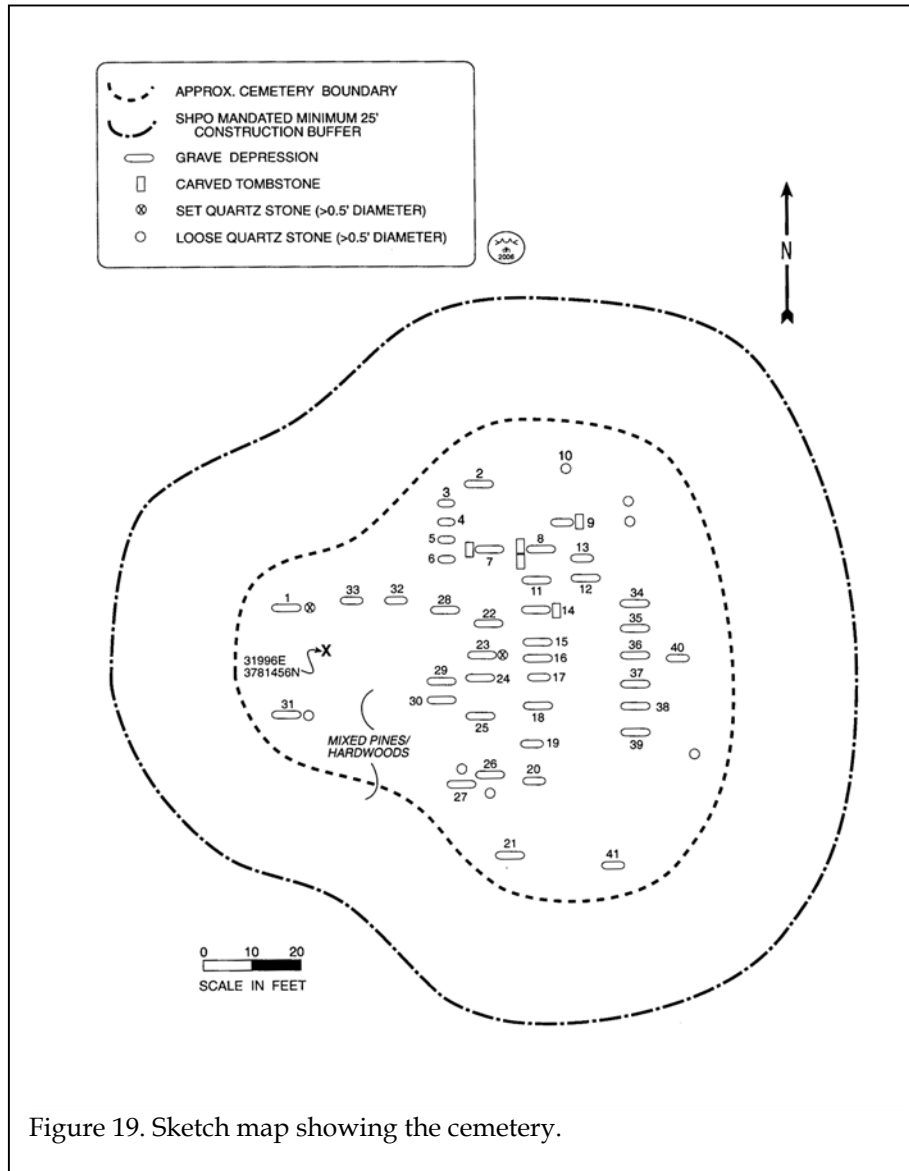 APPROX. CEMETERY BOUNDARY
SHPO MANDATED MINIMUM 25'
CONSTRUCTION BUFFER
GRAVE DEPRESSION
CARVED TOMBSTONE
SET QUARTZ STONE (>0.5' DIAMETER)
LOOSE QUARTZ STONE (>0.5' DIAMETER)
2006
N
10
2
3
4
9
5
8
13
6
7
11
12
1
33
32
28
14
34
22
35
15
23
16
36
40
31996E
3781456N
X
29
24
17
37
30
31
25
18
38
MIXED PINES/
HARDWOODS
19
39
26
20
27
21
41
0 10 20
SCALE IN FEET
Figure 19. Sketch map showing the cemetery.